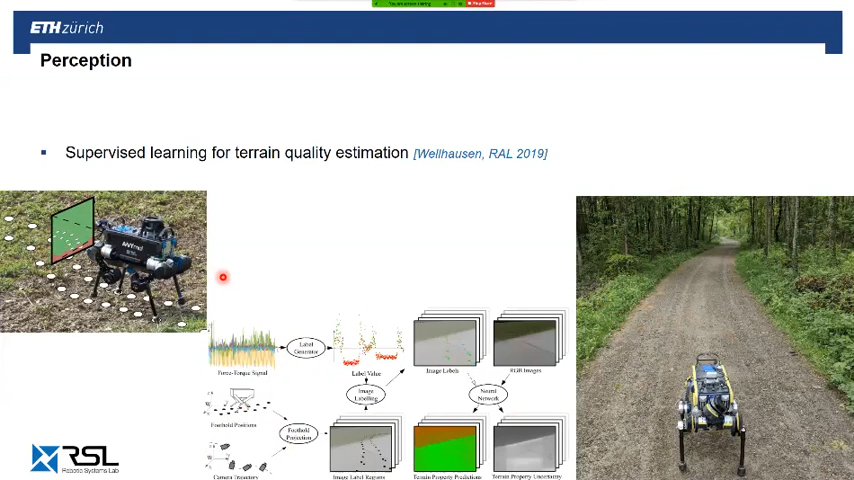 ETH zürich
Perception
▪ Supervised learning for terrain quality estimation [Wellhausen, RAL 2019]
ANYmal
Force-Torque Signal
Label Generator
Label Value
Image Labels
RGB Images
Image Labelling
Neural Network
Foothold Positions
Foothold Projection
Camera Trajectory
Image Label Regions
Terrain Property Predictions
Terrain Property Uncertainty
RSL
Robotic Systems Lab